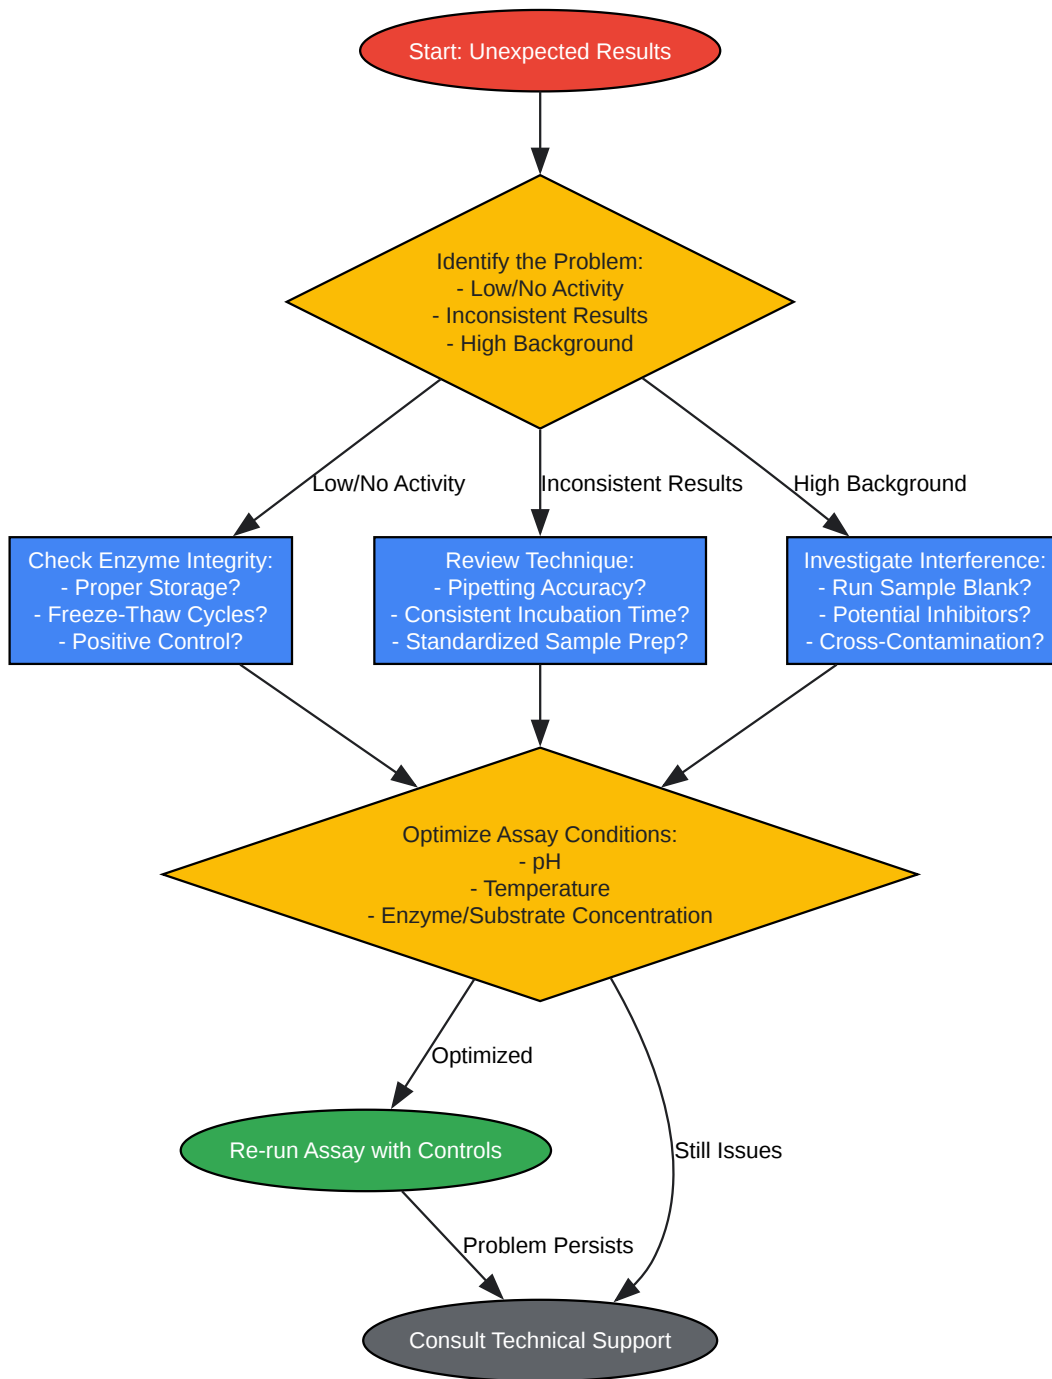 Start: Unexpected Results
Identify the Problem:
- Low/No Activity
- Inconsistent Results
- High Background
Low/No Activity
Inconsistent Results
High Background
Check Enzyme Integrity:
- Proper Storage?
- Freeze-Thaw Cycles?
- Positive Control?
Review Technique:
- Pipetting Accuracy?
- Consistent Incubation Time?
- Standardized Sample Prep?
Investigate Interference:
- Run Sample Blank?
- Potential Inhibitors?
- Cross-Contamination?
Optimize Assay Conditions:
- pH
- Temperature
- Enzyme/Substrate Concentration
Optimized
Re-run Assay with Controls
Still Issues
Problem Persists
Consult Technical Support